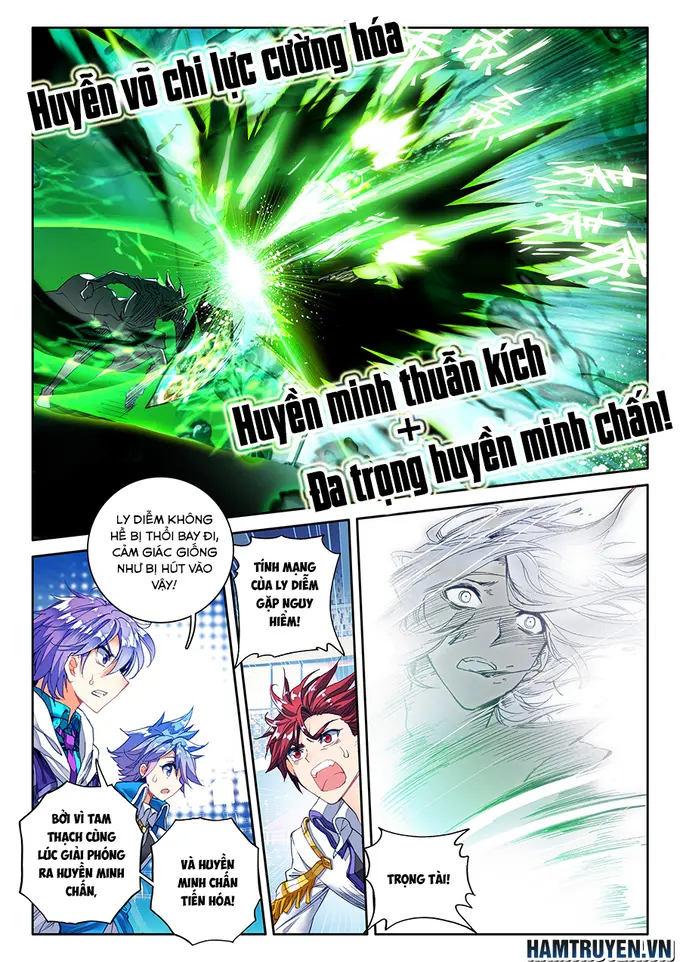 Huyễn võ chi lực cường hóa
Huyền minh thuẫn kích
+
Đa trọng huyền minh chấn!
LY DIỄM KHÔNG
HỀ BỊ THỔI BAY ĐI,
CẢM GIÁC GIỐNG
NHƯ BỊ HÚT VÀO
VẬY!
TÍNH MẠNG
CỦA LY DIỄM
GẶP NGUY
HIỂM!
BỞI VÌ TAM
THẠCH CÙNG
LÚC GIẢI PHÓNG
RA HUYỀN MINH
CHẤN,
VÀ HUYỀN
MINH CHẤN
TIẾN HÓA!
TRỌNG TÀI!
HAMTRUYEN.VN